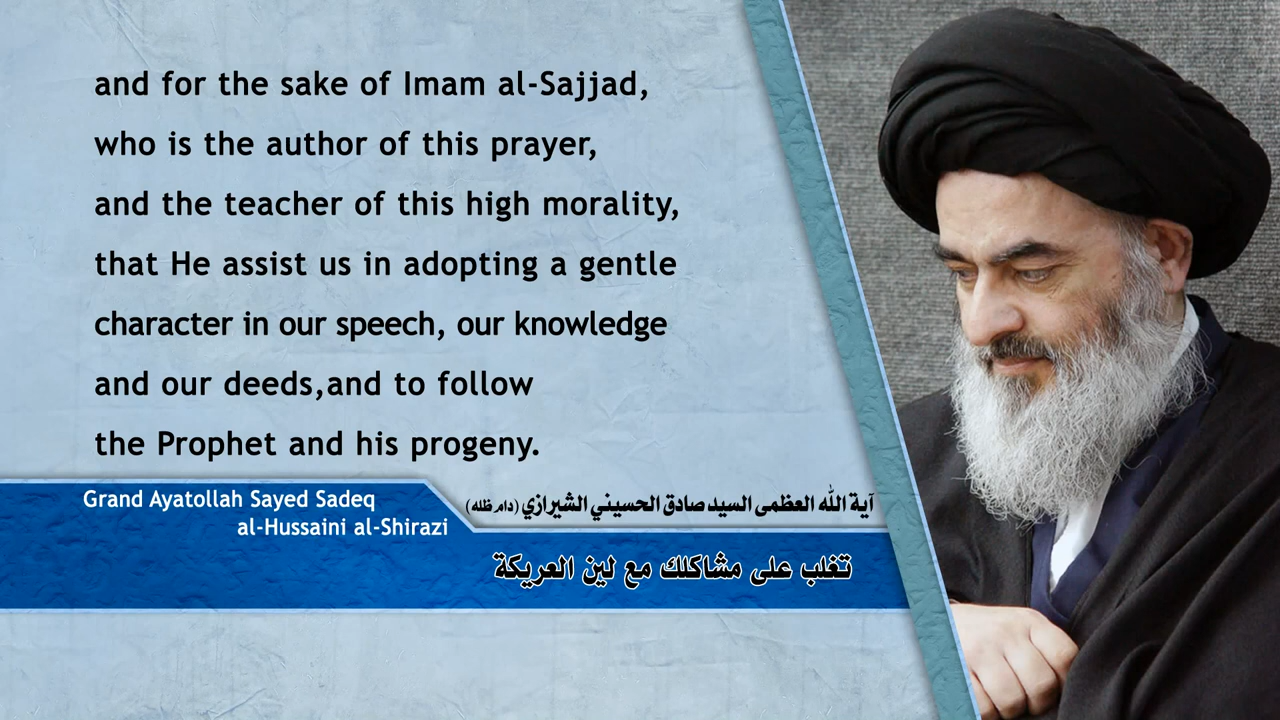 and for the sake of Imam al-Sajjad,
who is the author of this prayer,
and the teacher of this high morality,
that He assist us in adopting a gentle
character in our speech, our knowledge
and our deeds,and to follow
the Prophet and his progeny.
Grand Ayatollah Sayed Sadeq
al-Hussaini al-Shirazi
آية الله العظمى السيد صادق الحسيني الشيرازي (دام ظله)
تغلب على مشاكلك مع لين العريكة